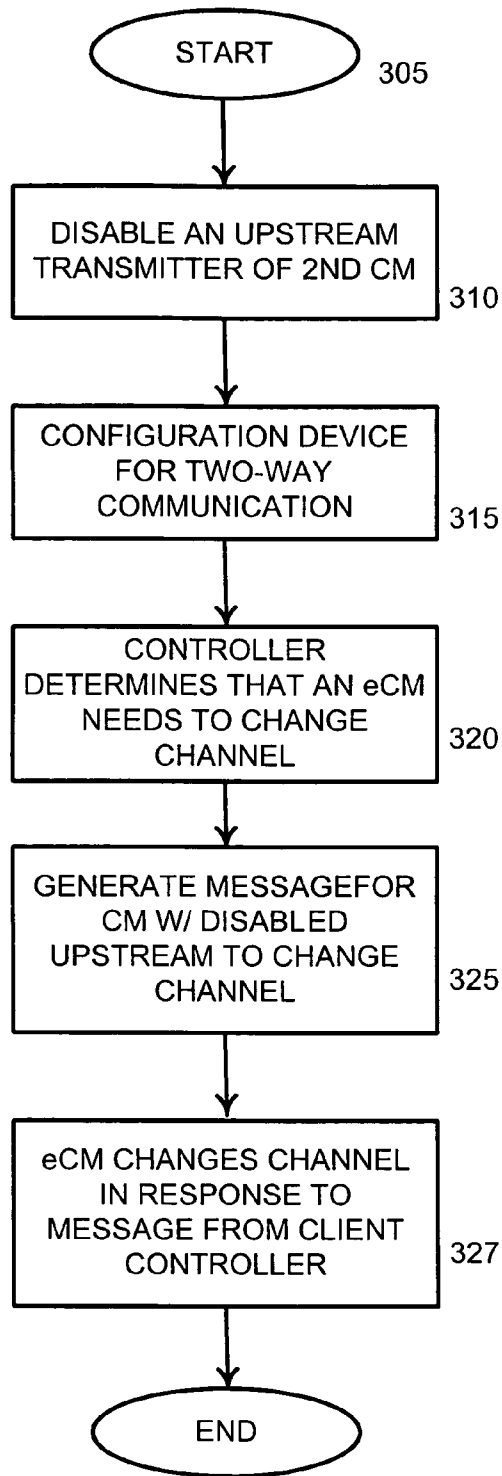 START
305
DISABLE AN UPSTREAM
TRANSMITTER OF 2ND CM
310
CONFIGURATION DEVICE
FOR TWO-WAY
COMMUNICATION
315
CONTROLLER
DETERMINES THAT AN eCM
NEEDS TO CHANGE
CHANNEL
320
GENERATE MESSAGEFOR
CM W/ DISABLED
UPSTREAM TO CHANGE
CHANNEL
325
eCM CHANGES CHANNEL
IN RESPONSE TO
MESSAGE FROM CLIENT
CONTROLLER
327
END